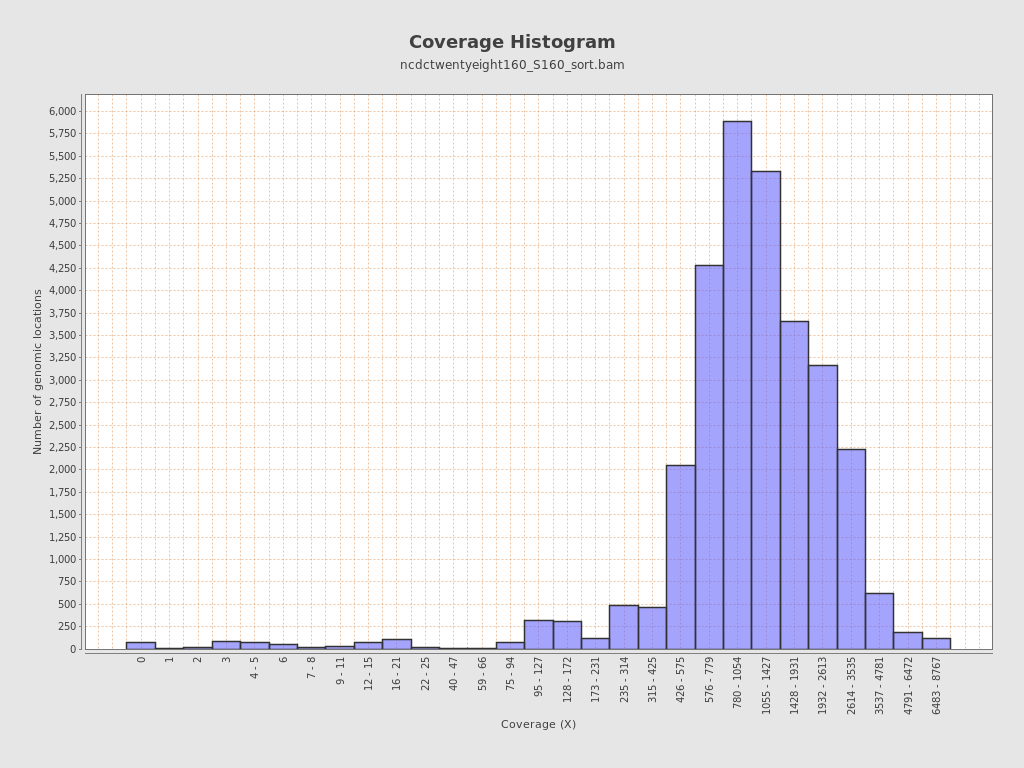 Coverage Histogram
ncdctwentyeight160_S160_sort.bam
Number of genomic locations
6,000
5,750
5,500
5,250
5,000
4,750
4,500
4,250
4,000
3,750
3,500
3,250
3,000
2,750
2,500
2,250
2,000
1,750
1,500
1,250
1,000
750
500
250
0
0
1
2
3
4 - 5
6
7 - 8
9 - 11
12 - 15
16 - 21
22 - 25
40 - 47
59 - 66
75 - 94
95 - 127
128 - 172
173 - 231
235 - 314
315 - 425
426 - 575
576 - 779
780 - 1054
1055 - 1427
1428 - 1931
1932 - 2613
2614 - 3535
3537 - 4781
4791 - 6472
6483 - 8767
Coverage (X)